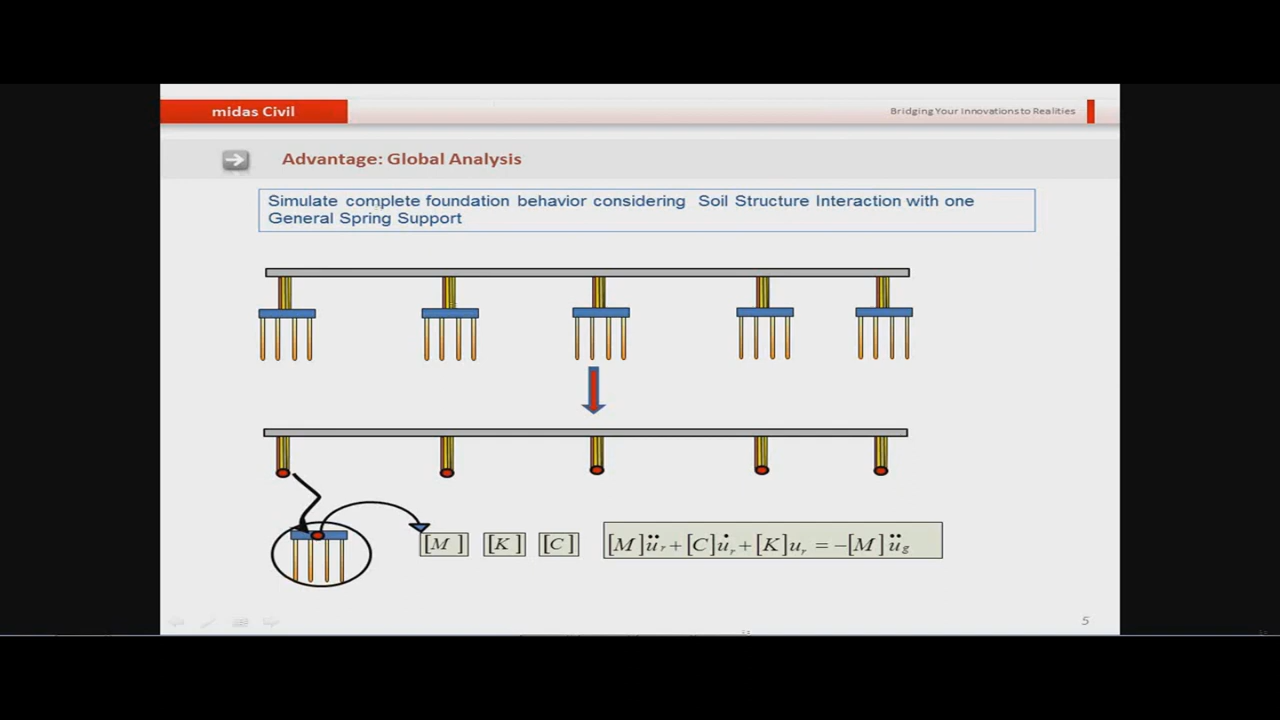 midas Civil
Bridging Your Innovations to Realities
Advantage: Global Analysis
Simulate complete foundation behavior considering Soil Structure Interaction with one
General Spring Support
[M] [K] [C] [M]ü_r + [C]u̇_r + [K]u_r = -[M]ü_g
5